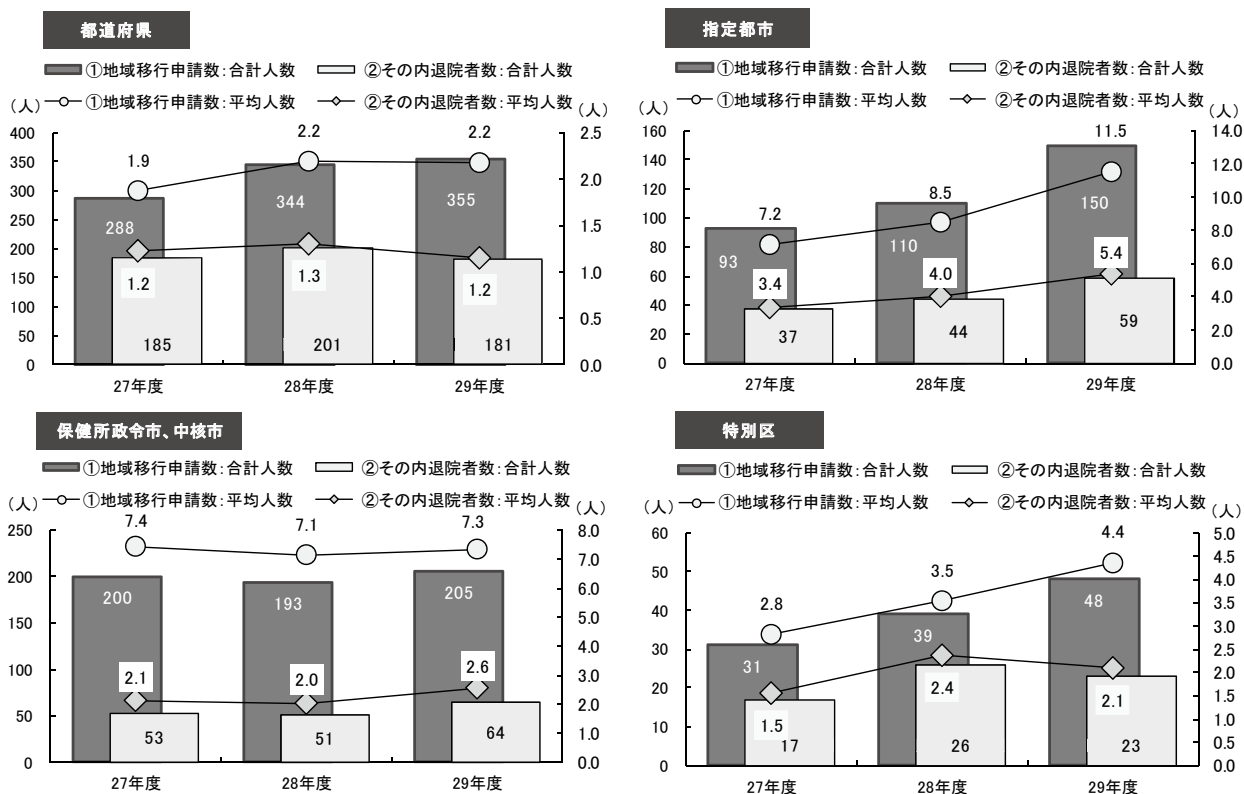 都道府県
①地域移行申請数:合計人数 ②その内退院者数:合計人数
①地域移行申請数:平均人数 ②その内退院者数:平均人数
(人) (人)
400 2.5
350 2.0
300 1.5
250 1.0
200 0.5
150 0.0
100
50
0
1.9 2.2 2.2
288 344 355
1.2 1.3 1.2
185 201 181
27年度 28年度 29年度
指定都市
①地域移行申請数:合計人数 ②その内退院者数:合計人数
①地域移行申請数:平均人数 ②その内退院者数:平均人数
(人) (人)
160 14.0
140 12.0
120 10.0
100 8.0
80 6.0
60 4.0
40 2.0
20 0.0
0
7.2 8.5 11.5
93 110 150
3.4 4.0 5.4
37 44 59
27年度 28年度 29年度
保健所政令市、中核市
①地域移行申請数:合計人数 ②その内退院者数:合計人数
①地域移行申請数:平均人数 ②その内退院者数:平均人数
(人) (人)
250 8.0
200 7.0
150 6.0
100 5.0
50 4.0
0 3.0
2.0
1.0
0.0
7.4 7.1 7.3
200 193 205
2.1 2.0 2.6
53 51 64
27年度 28年度 29年度
特別区
①地域移行申請数:合計人数 ②その内退院者数:合計人数
①地域移行申請数:平均人数 ②その内退院者数:平均人数
(人) (人)
60 5.0
50 4.5
40 4.0
30 3.5
20 3.0
10 2.5
0 2.0
1.5
1.0
0.5
0.0
2.8 3.5 4.4
31 39 48
1.5 2.4 2.1
17 26 23
27年度 28年度 29年度